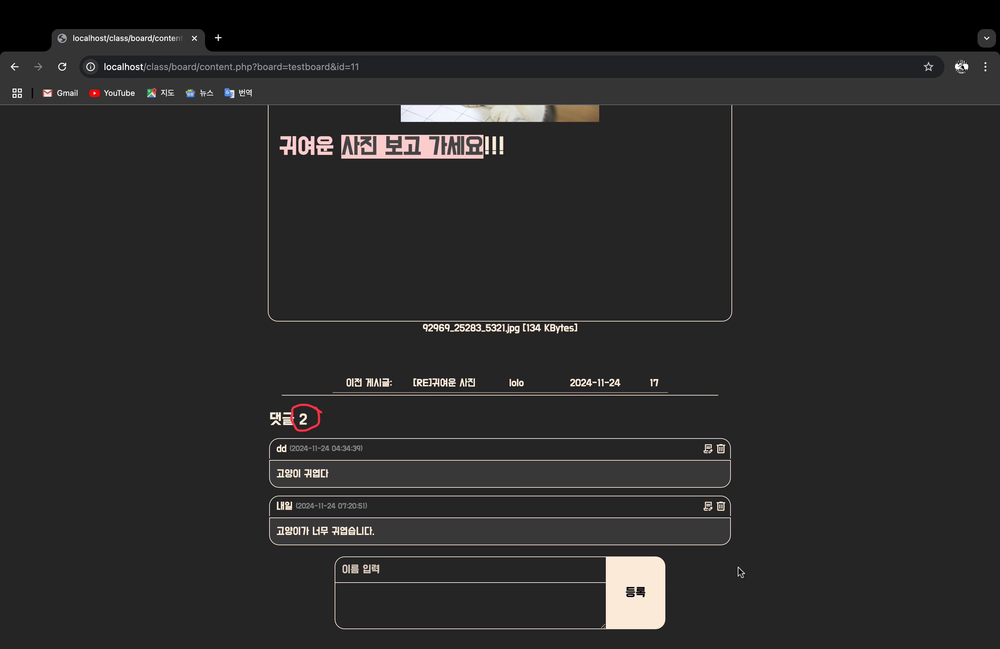 localhost/class/board/content
localhost/class/board/content.php?board=testboard&id=11
Gmail YouTube 지도 뉴스 번역
귀여운 사진 보고 가세요!!!
92969_25283_5321.jpg [134 KBytes]
이전 게시글: [RE]귀여운 사진 lolo 2024-11-24 17
댓글 2
dd (2024-11-24 04:34:39)
고양이 귀엽다
내일 (2024-11-24 07:20:51)
고양이가 너무 귀엽습니다.
이름 입력
등록